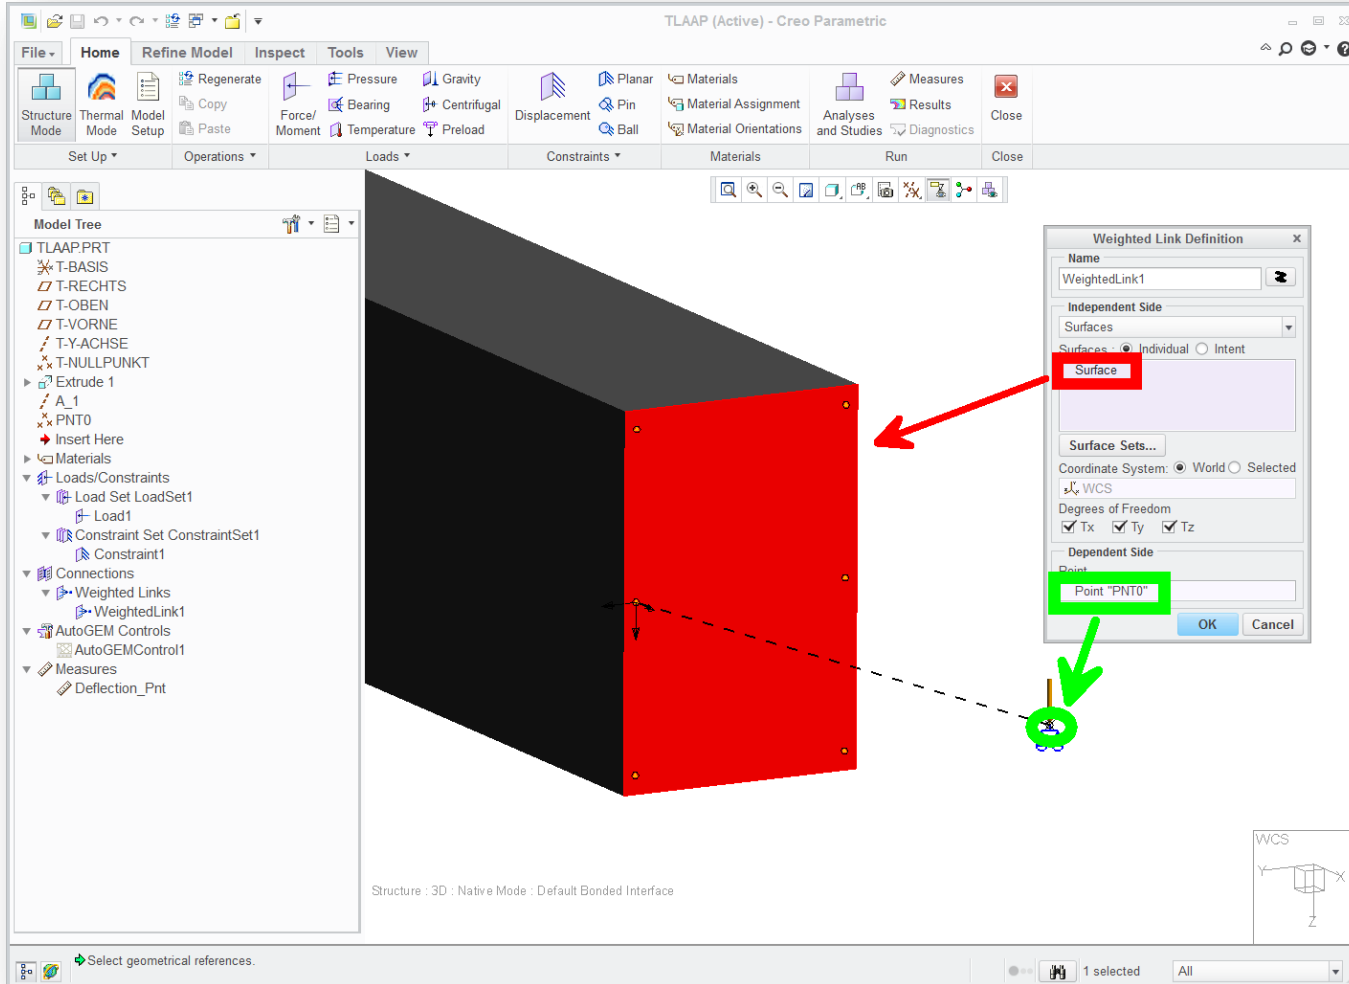 TLAAP (Active) - Creo Parametric
File Home Refine Model Inspect Tools View
Structure Mode
Thermal Mode
Model Setup
Regenerate
Copy
Paste
Force/ Moment
Pressure
Bearing
Temperature
Gravity
Centrifugal
Preload
Displacement
Planar
Pin
Ball
Materials
Material Assignment
Material Orientations
Analyses and Studies
Measures
Results
Diagnostics
Close
Set Up Operations Loads Constraints Materials Run Close
Model Tree
TLAAP.PRT
T-BASIS
T-RECHTS
T-OBEN
T-VORNE
T-Y-ACHSE
T-NULLPUNKT
Extrude 1
A_1
PNT0
Insert Here
Materials
Loads/Constraints
Load Set LoadSet1
Load1
Constraint Set ConstraintSet1
Constraint1
Connections
Weighted Links
WeightedLink1
AutoGEM Controls
AutoGEMControl1
Measures
Deflection_Pnt
Weighted Link Definition
Name
WeightedLink1
Independent Side
Surfaces
Surfaces : Individual Intent
Surface
Surface Sets...
Coordinate System: World Selected
WCS
Degrees of Freedom
Tx Ty Tz
Dependent Side
Point
Point "PNT0"
OK Cancel
WCS
Y X
Z
Structure : 3D : Native Mode : Default Bonded Interface
Select geometrical references.
1 selected All